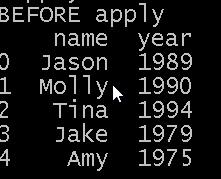 BEFORE apply
name year
0 Jason 1989
1 Molly 1990
2 Tina 1994
3 Jake 1979
4 Amy 1975